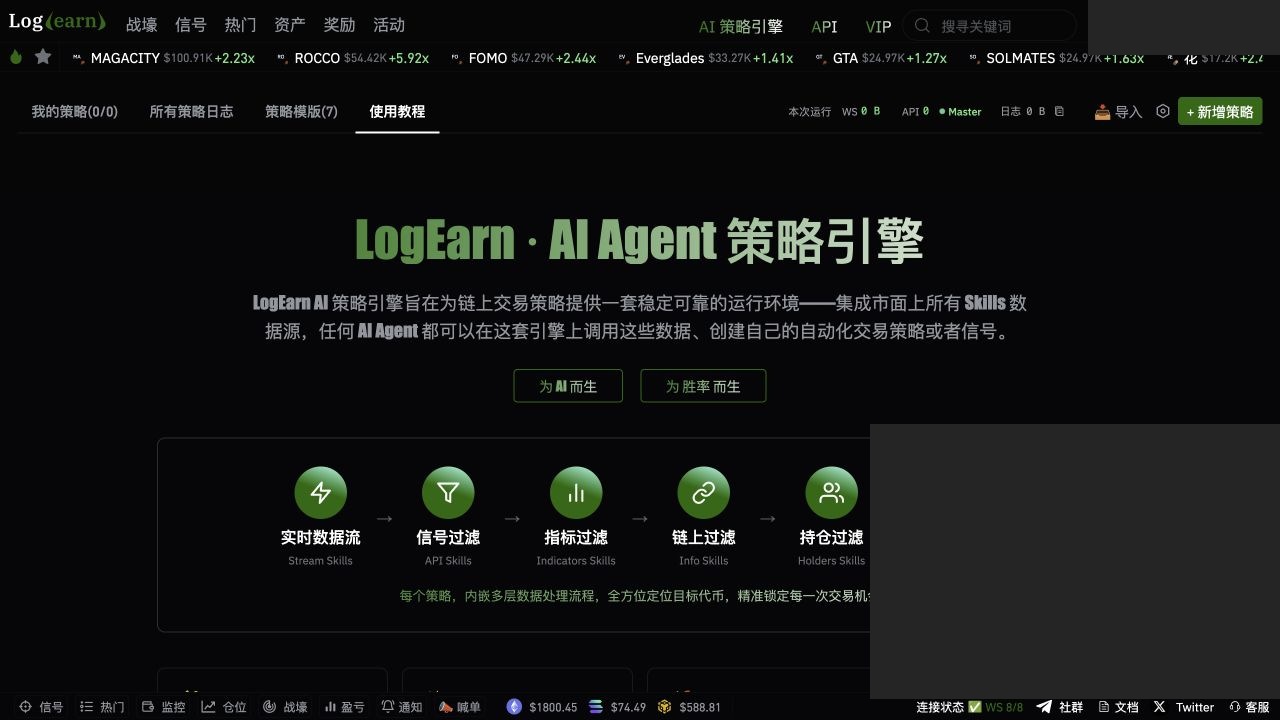 Log(earn) 战壕 信号 热门 资产 奖励 活动 AI 策略引擎 API VIP 搜寻关键词
MAGACITY $100.91K+2.23x ROCCO $54.42K+5.92x FOMO $47.29K+2.44x Everglades $33.27K+1.41x GTA $24.97K+1.27x SOLMATES $24.97K+1.63x 花 $17.2K+2.4
我的策略(0/0) 所有策略日志 策略模版(7) 使用教程 本次运行 WS 0 B API 0 Master 日志 0 B 导入 + 新增策略
LogEarn · AI Agent 策略引擎
LogEarn AI 策略引擎旨在为链上交易策略提供一套稳定可靠的运行环境——集成市面上所有 Skills 数
据源，任何 AI Agent 都可以在这套引擎上调用这些数据、创建自己的自动化交易策略或者信号。
为 AI 而生 为 胜率 而生
实时数据流 → 信号过滤 → 指标过滤 → 链上过滤 → 持仓过滤
Stream Skills API Skills Indicators Skills Info Skills Holders Skills
每个策略，内嵌多层数据处理流程，全方位定位目标代币，精准锁定每一次交易机
信号 热门 监控 仓位 战壕 盈亏 通知 喊单 $1800.45 $74.49 $588.81 连接状态 ✅ WS 8/8 社群 文档 Twitter 客服